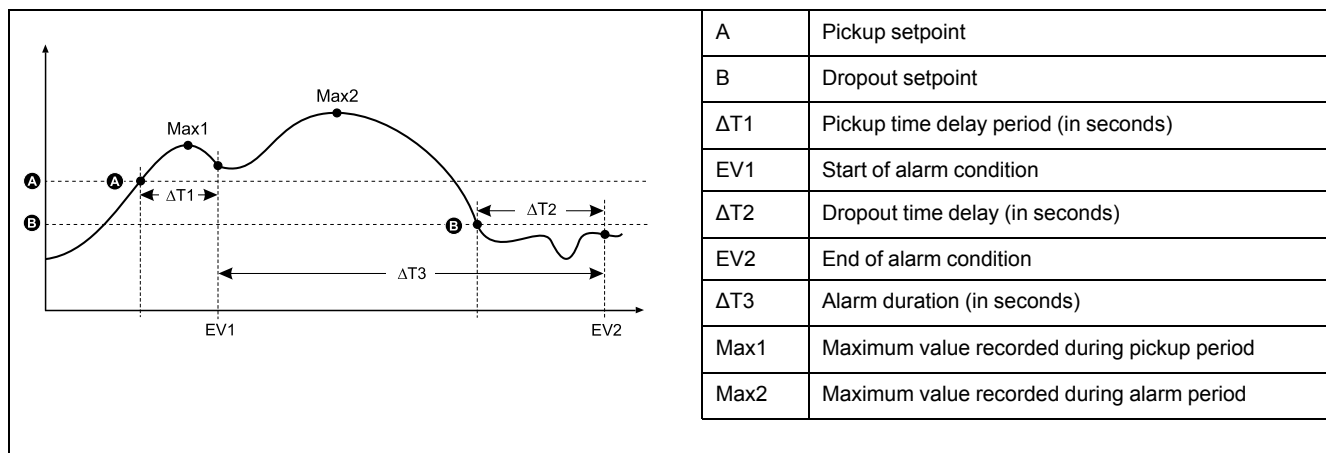 Max2
Max1
A
A
ΔT1
B
B
ΔT2
ΔT3
EV1
EV2
A Pickup setpoint
B Dropout setpoint
ΔT1 Pickup time delay period (in seconds)
EV1 Start of alarm condition
ΔT2 Dropout time delay (in seconds)
EV2 End of alarm condition
ΔT3 Alarm duration (in seconds)
Max1 Maximum value recorded during pickup period
Max2 Maximum value recorded during alarm period